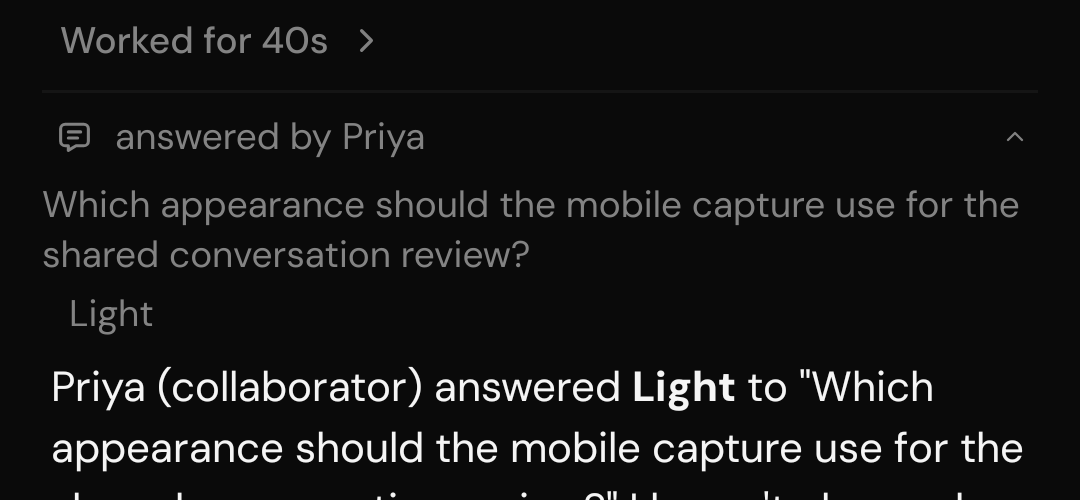 Worked for 40s
answered by Priya
Which appearance should the mobile capture use for the
shared conversation review?
Light
Priya (collaborator) answered Light to "Which
appearance should the mobile capture use for the